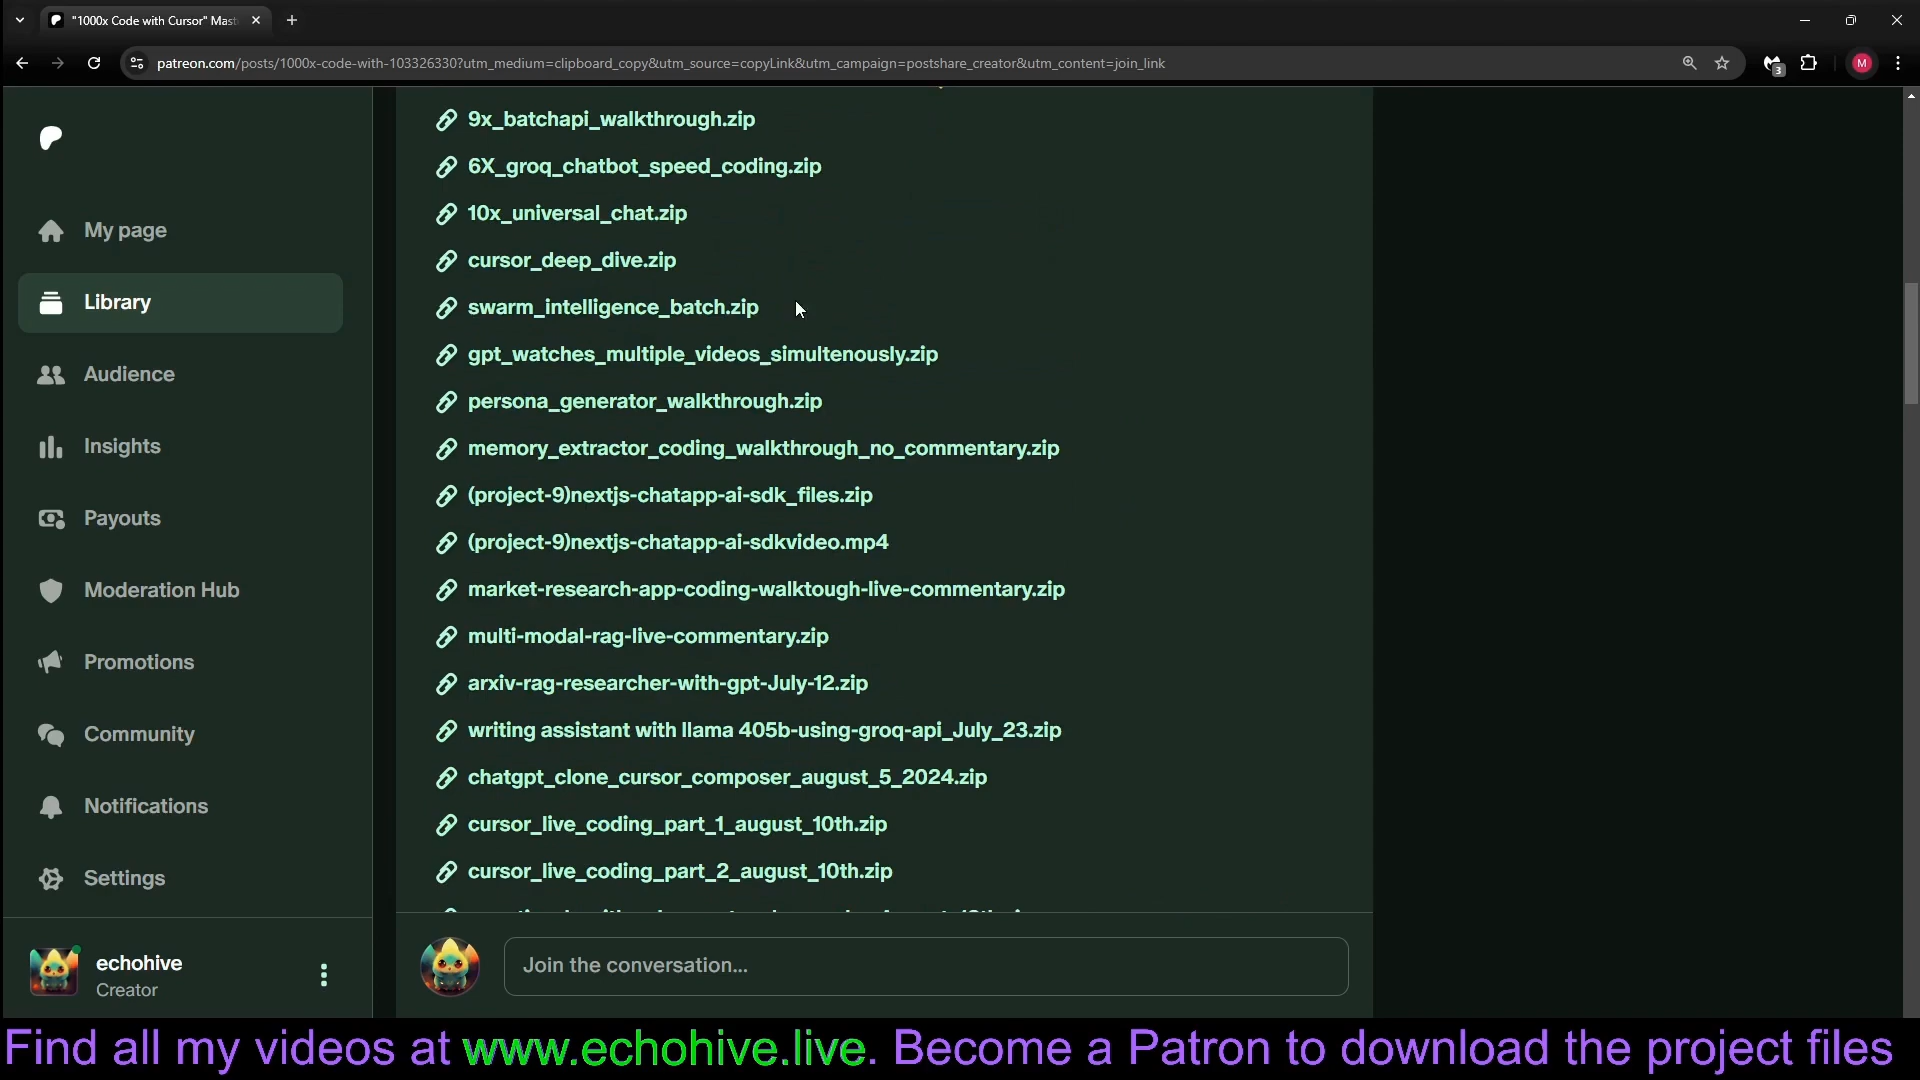 "1000x Code with Cursor" Mast
patreon.com/posts/1000x-code-with-103326330?utm_medium=clipboard_copy&utm_source=copyLink&utm_campaign=postshare_creator&utm_content=join_link
3
M
My page
Library
Audience
Insights
Payouts
Moderation Hub
Promotions
Community
Notifications
Settings
echohive
Creator
9x_batchapi_walkthrough.zip
6X_groq_chatbot_speed_coding.zip
10x_universal_chat.zip
cursor_deep_dive.zip
swarm_intelligence_batch.zip
gpt_watches_multiple_videos_simultenously.zip
persona_generator_walkthrough.zip
memory_extractor_coding_walkthrough_no_commentary.zip
(project-9)nextjs-chatapp-ai-sdk_files.zip
(project-9)nextjs-chatapp-ai-sdkvideo.mp4
market-research-app-coding-walktough-live-commentary.zip
multi-modal-rag-live-commentary.zip
arxiv-rag-researcher-with-gpt-July-12.zip
writing assistant with llama 405b-using-groq-api_July_23.zip
chatgpt_clone_cursor_composer_august_5_2024.zip
cursor_live_coding_part_1_august_10th.zip
cursor_live_coding_part_2_august_10th.zip
Join the conversation...
Find all my videos at www.echohive.live. Become a Patron to download the project files